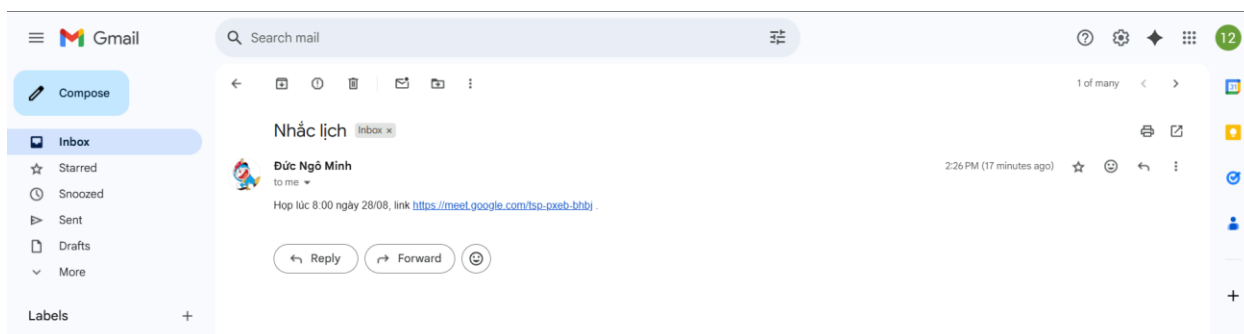 Gmail
Search mail
12
Compose
1 of many
31
Nhắc lịch Inbox ×
Inbox
Starred
Snoozed
Sent
Drafts
More
Labels
Đức Ngô Minh
2:26 PM (17 minutes ago)
to me
Họp lúc 8:00 ngày 28/08, link https://meet.google.com/tsp-pxeb-bhbj .
Reply
Forward